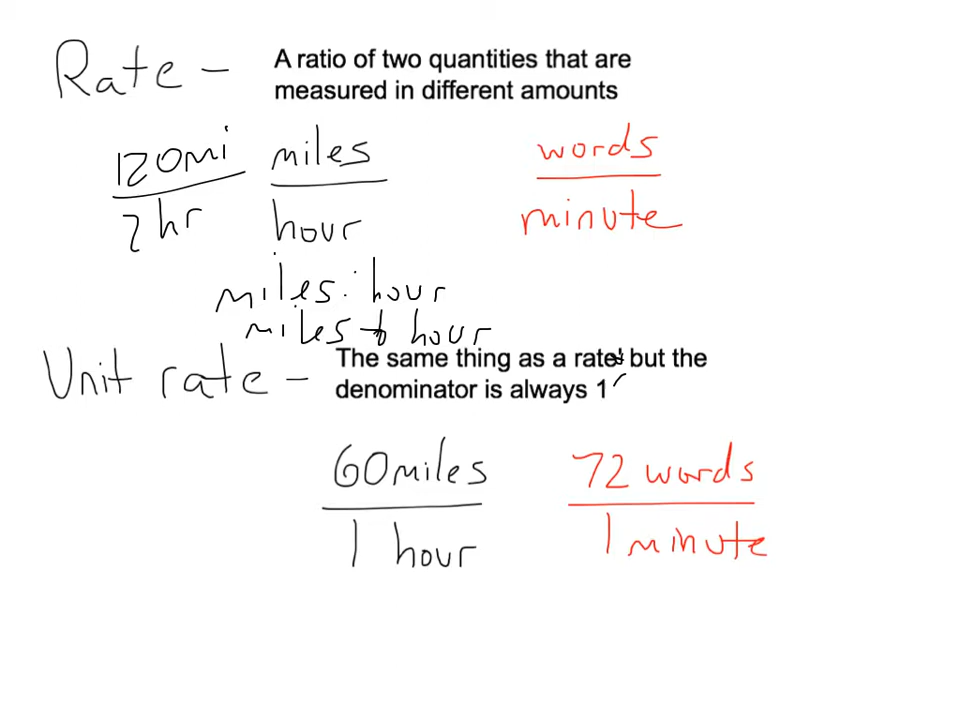 Rate - A ratio of two quantities that are
measured in different amounts
120mi miles words
2hr hour minute
miles: hour
miles to hour
Unit rate - The same thing as a rate but the
denominator is always 1
60miles 72 words
1 hour 1 minute